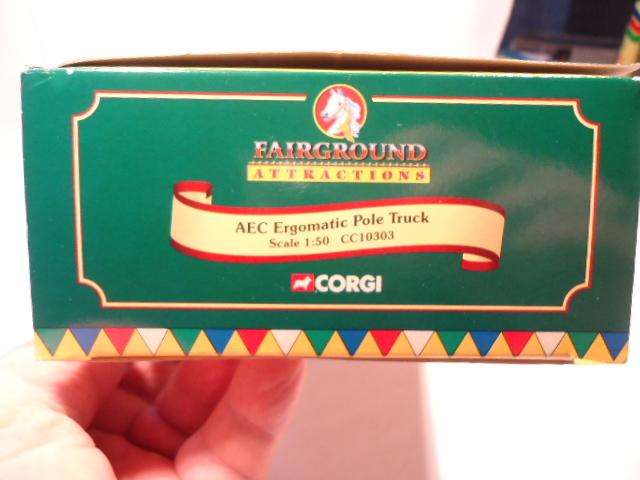 FAIRGROUND
ATTRACTIONS
AEC Ergomatic Pole Truck
Scale 1:50 CC10303
CORGI